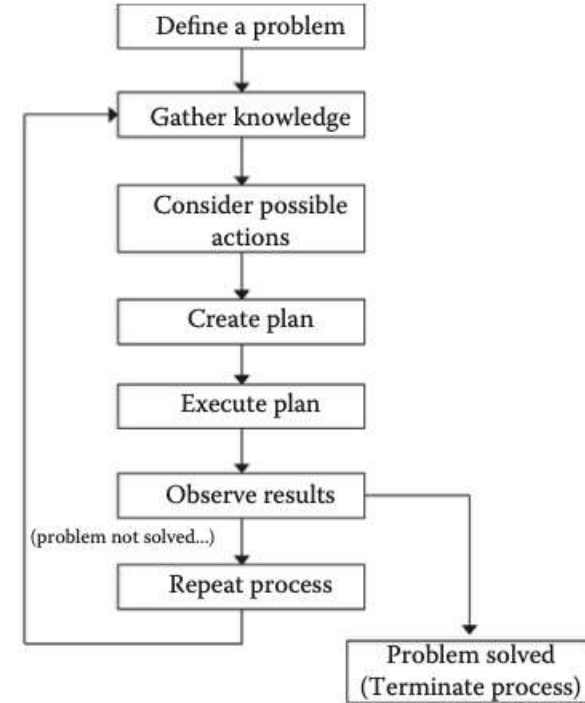 Define a problem
Gather knowledge
Consider possible
actions
Create plan
Execute plan
Observe results
(problem not solved...)
Repeat process
Problem solved
(Terminate process)